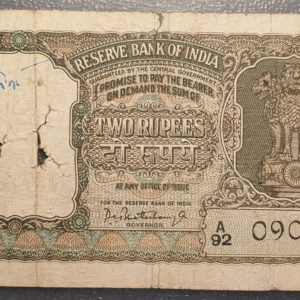 RESERVE BANK OF INDIA
GUARANTEED BY THE CENTRAL GOVERNMENT
I PROMISE TO PAY THE BEARER
ON DEMAND THE SUM OF
TWO RUPEES
दो रुपये
AT ANY OFFICE OF ISSUE
FOR THE RESERVE BANK OF INDIA
GOVERNOR
A
92 090